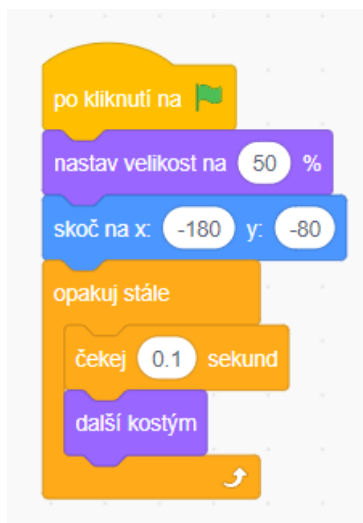 po kliknutí na
nastav velikost na 50 %
skoč na x: -180 y: -80
opakuj stále
čekej 0.1 sekund
další kostým